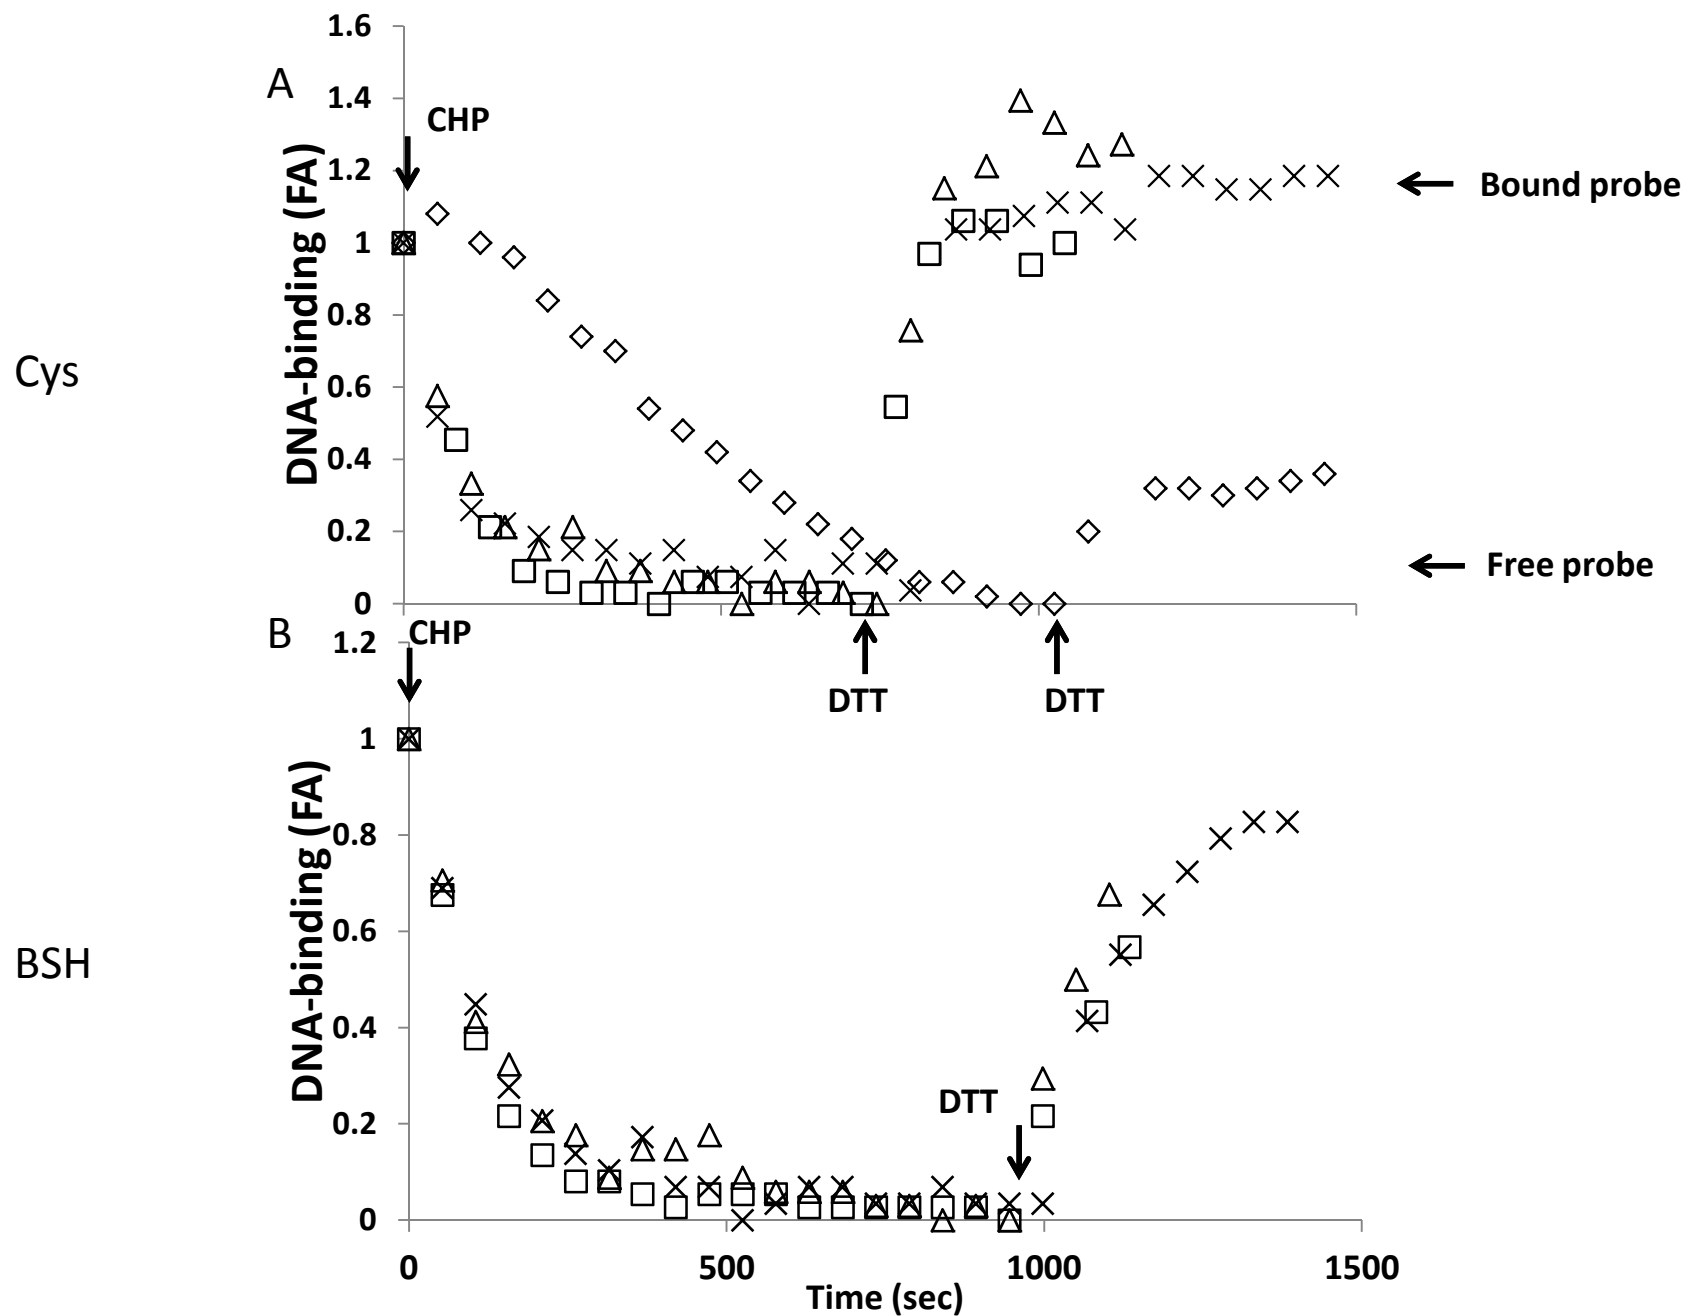 A
1.6
1.4
CHP
1.2
1
0.8
0.6
0.4
0.2
0
DNA-binding (FA)
Cys
Bound probe
Free probe
DTT
DTT
B
CHP
1.2
1
0.8
0.6
0.4
0.2
0
DNA-binding (FA)
BSH
DTT
0 500 1000 1500
Time (sec)